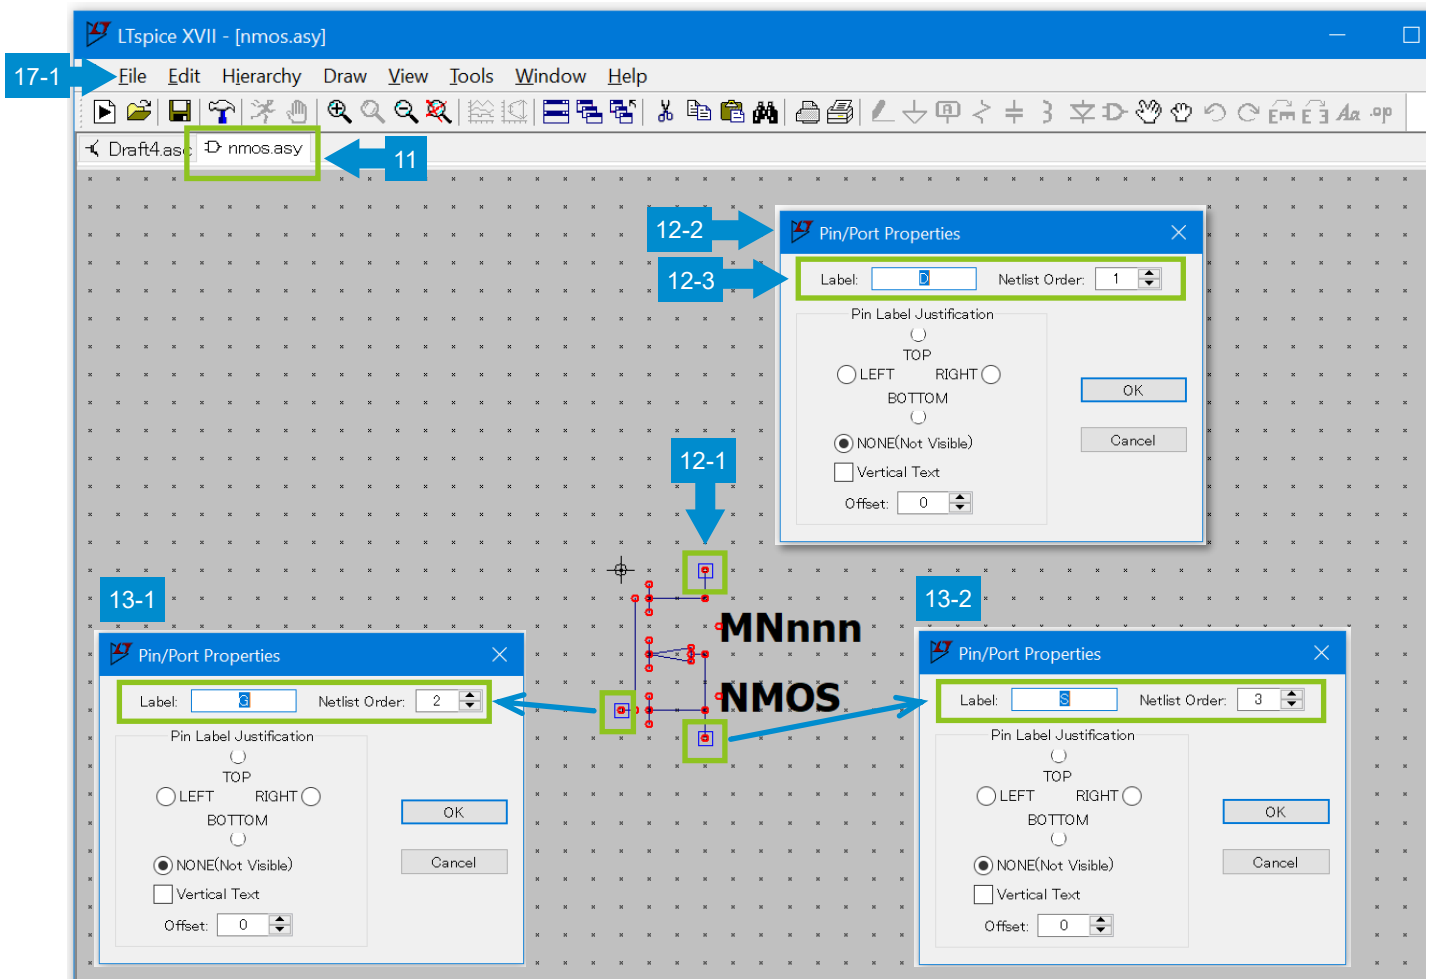 LTspice XVII - [nmos.asy]
17-1
File Edit Hierarchy Draw View Tools Window Help
Aa .op
Draft4.asc nmos.asy
11
12-2
Pin/Port Properties
12-3
Label: D Netlist Order: 1
Pin Label Justification
TOP
LEFT RIGHT
BOTTOM
NONE(Not Visible)
Vertical Text
Offset: 0
OK
Cancel
12-1
MNnnn
NMOS
13-1
Pin/Port Properties
Label: G Netlist Order: 2
Pin Label Justification
TOP
LEFT RIGHT
BOTTOM
NONE(Not Visible)
Vertical Text
Offset: 0
OK
Cancel
13-2
Pin/Port Properties
Label: S Netlist Order: 3
Pin Label Justification
TOP
LEFT RIGHT
BOTTOM
NONE(Not Visible)
Vertical Text
Offset: 0
OK
Cancel